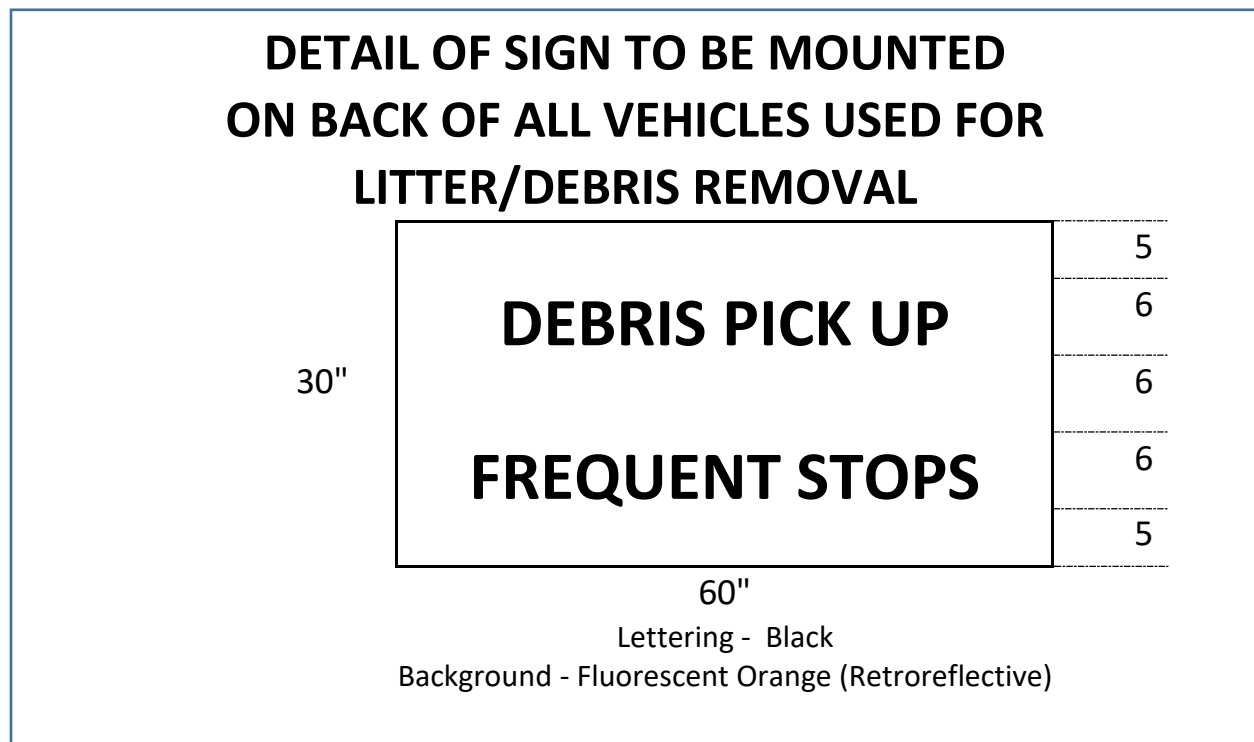 DETAIL OF SIGN TO BE MOUNTED
ON BACK OF ALL VEHICLES USED FOR
LITTER/DEBRIS REMOVAL
5
DEBRIS PICK UP
6
30"
6
FREQUENT STOPS
6
5
60"
Lettering - Black
Background - Fluorescent Orange (Retroreflective)